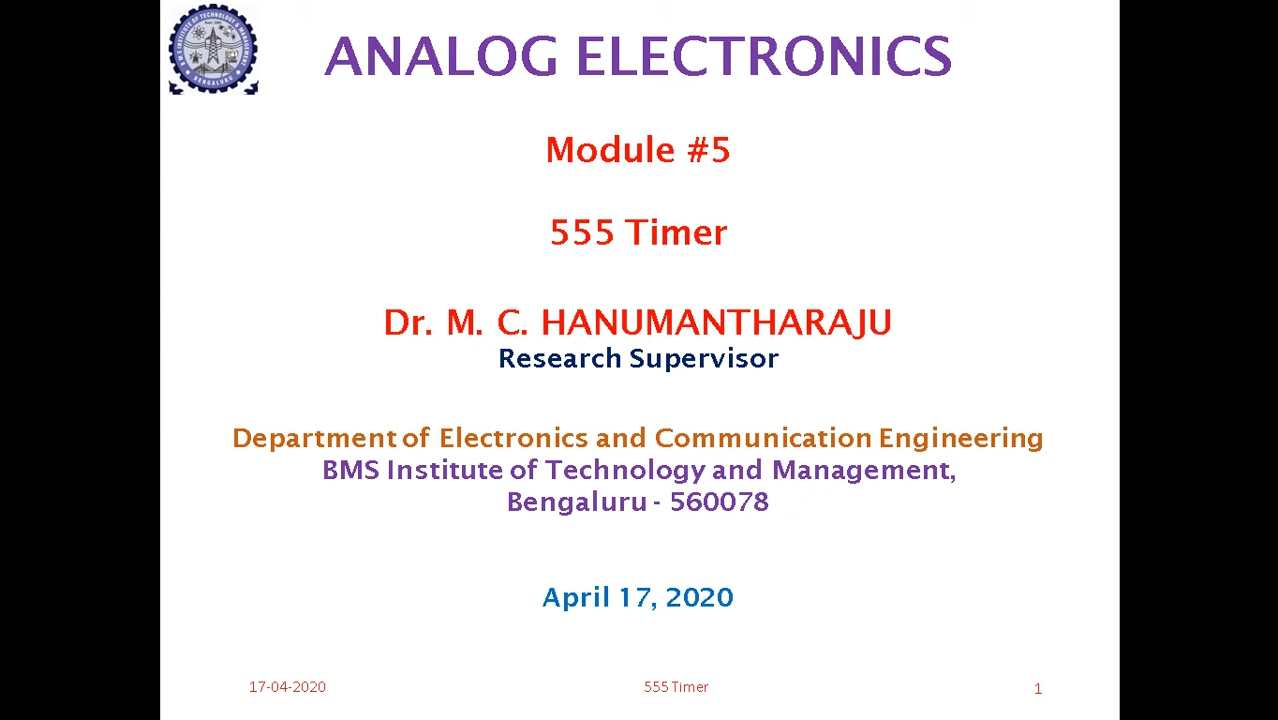 ANALOG ELECTRONICS
Module #5
555 Timer
Dr. M. C. HANUMANTHARAJU
Research Supervisor
Department of Electronics and Communication Engineering
BMS Institute of Technology and Management,
Bengaluru - 560078
April 17, 2020
17-04-2020
555 Timer
1